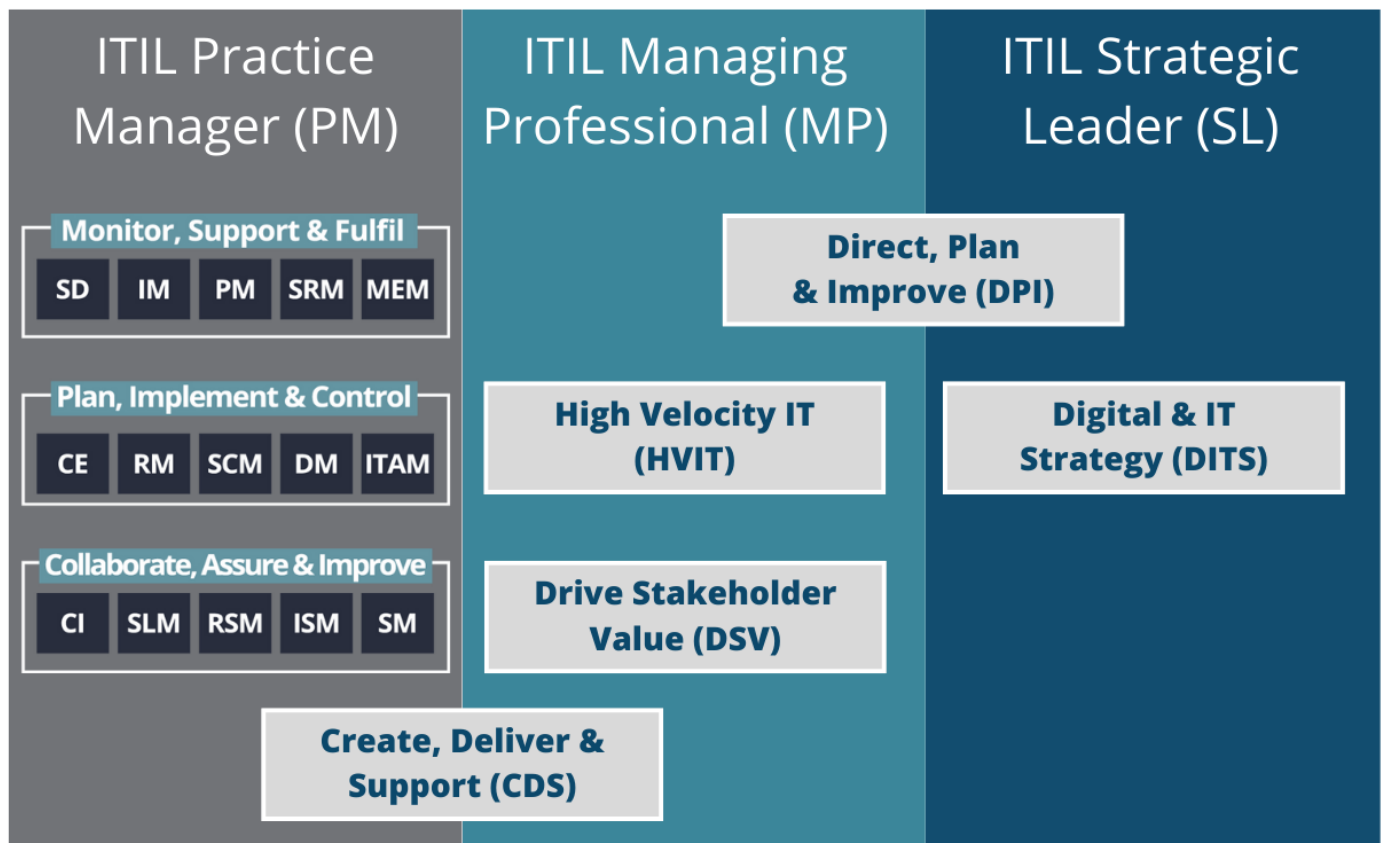 ITIL Practice
Manager (PM)
ITIL Managing
Professional (MP)
ITIL Strategic
Leader (SL)
Monitor, Support & Fulfil
SD IM PM SRM MEM
Plan, Implement & Control
CE RM SCM DM ITAM
Collaborate, Assure & Improve
CI SLM RSM ISM SM
Create, Deliver &
Support (CDS)
Direct, Plan
& Improve (DPI)
High Velocity IT
(HVIT)
Drive Stakeholder
Value (DSV)
Digital & IT
Strategy (DITS)